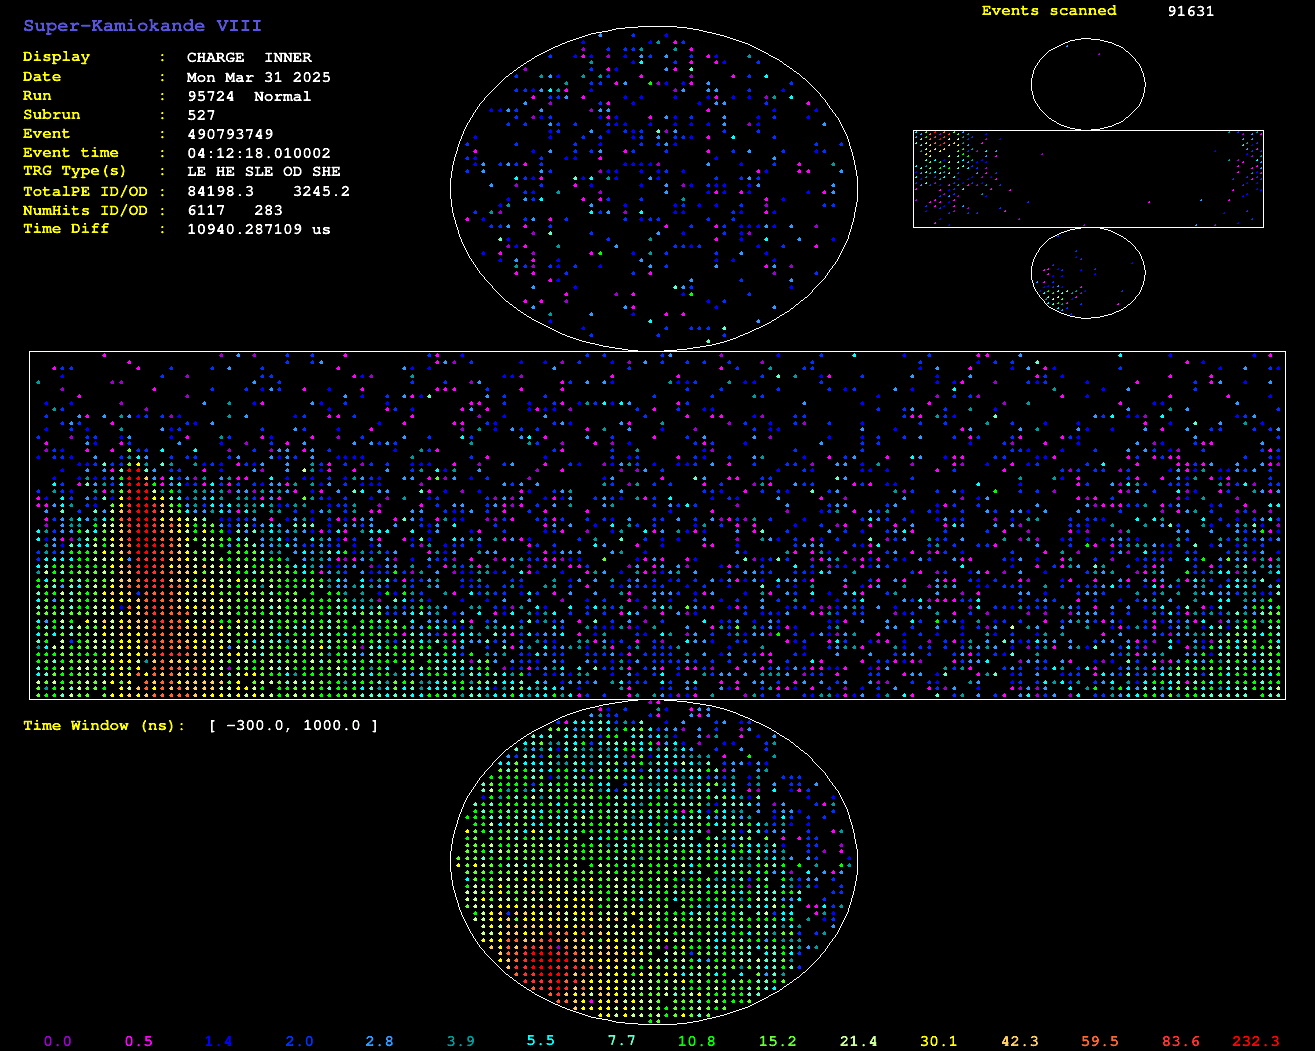 Super-Kamiokande VIII
Events scanned 91631
Display : CHARGE INNER
Date : Mon Mar 31 2025
Run : 95724 Normal
Subrun : 527
Event : 490793749
Event time : 04:12:18.010002
TRG Type(s) : LE HE SLE OD SHE
TotalPE ID/OD : 84198.3 3245.2
NumHits ID/OD : 6117 283
Time Diff : 10940.287109 us
Time Window (ns): [ -300.0, 1000.0 ]
0.0 0.5 1.4 2.0 2.8 3.9 5.5 7.7 10.8 15.2 21.4 30.1 42.3 59.5 83.6 232.3